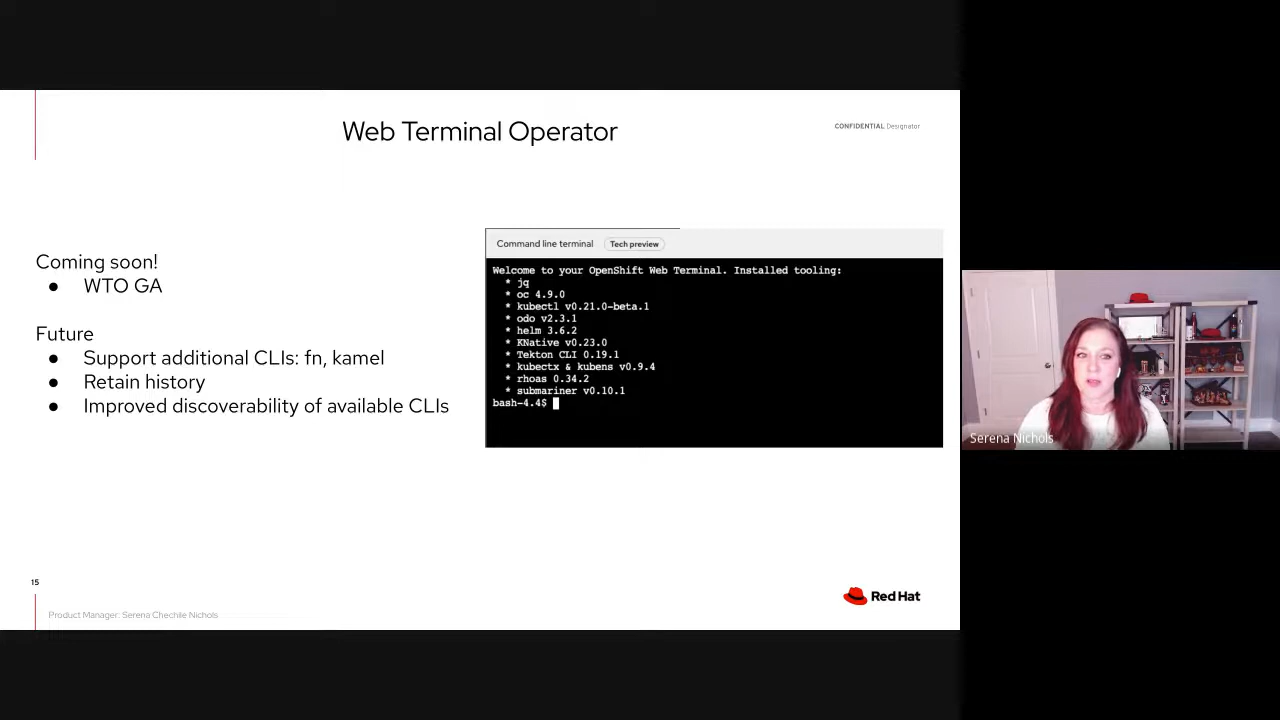 Web Terminal Operator
CONFIDENTIAL Designator
Coming soon!
● WTO GA
Future
● Support additional CLIs: fn, kamel
● Retain history
● Improved discoverability of available CLIs
Command line terminal Tech preview
Welcome to your OpenShift Web Terminal. Installed tooling:
* jq
* oc 4.9.0
* kubectl v0.21.0-beta.1
* odo v2.3.1
* helm 3.6.2
* KNative v0.23.0
* Tekton CLI 0.19.1
* kubectx & kubens v0.9.4
* rhoas 0.34.2
* submariner v0.10.1
bash-4.4$
Serena Nichols
15
Product Manager: Serena Chechile Nichols
Red Hat